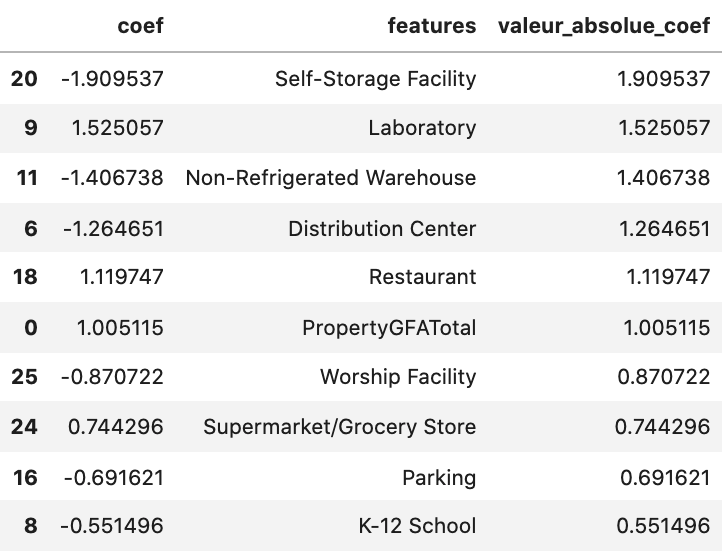 coef features valeur_absolue_coef
20 -1.909537 Self-Storage Facility 1.909537
9 1.525057 Laboratory 1.525057
11 -1.406738 Non-Refrigerated Warehouse 1.406738
6 -1.264651 Distribution Center 1.264651
18 1.119747 Restaurant 1.119747
0 1.005115 PropertyGFATotal 1.005115
25 -0.870722 Worship Facility 0.870722
24 0.744296 Supermarket/Grocery Store 0.744296
16 -0.691621 Parking 0.691621
8 -0.551496 K-12 School 0.551496